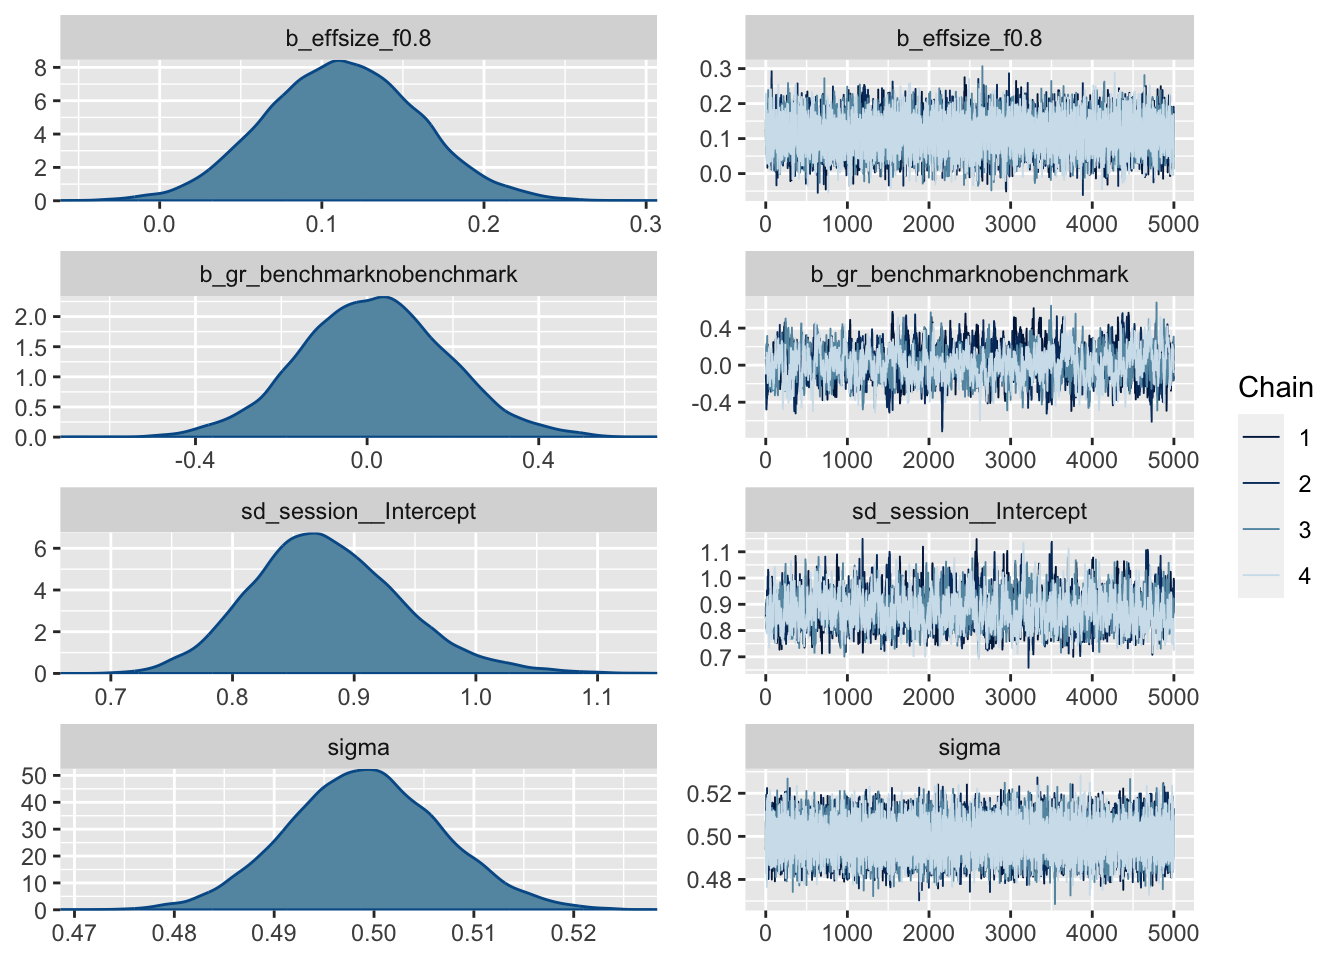 b_effsize_f0.8
8
6
4
2
0
0.0 0.1 0.2 0.3
b_effsize_f0.8
0.3
0.2
0.1
0.0
0 1000 2000 3000 4000 5000
b_gr_benchmarknobenchmark
2.0
1.5
1.0
0.5
0.0
-0.4 0.0 0.4
b_gr_benchmarknobenchmark
0.4
0.0
-0.4
0 1000 2000 3000 4000 5000
sd_session__Intercept
6
4
2
0
0.7 0.8 0.9 1.0 1.1
sd_session__Intercept
1.1
1.0
0.9
0.8
0.7
0 1000 2000 3000 4000 5000
sigma
50
40
30
20
10
0
0.47 0.48 0.49 0.50 0.51 0.52
sigma
0.52
0.50
0.48
0 1000 2000 3000 4000 5000
Chain
1
2
3
4